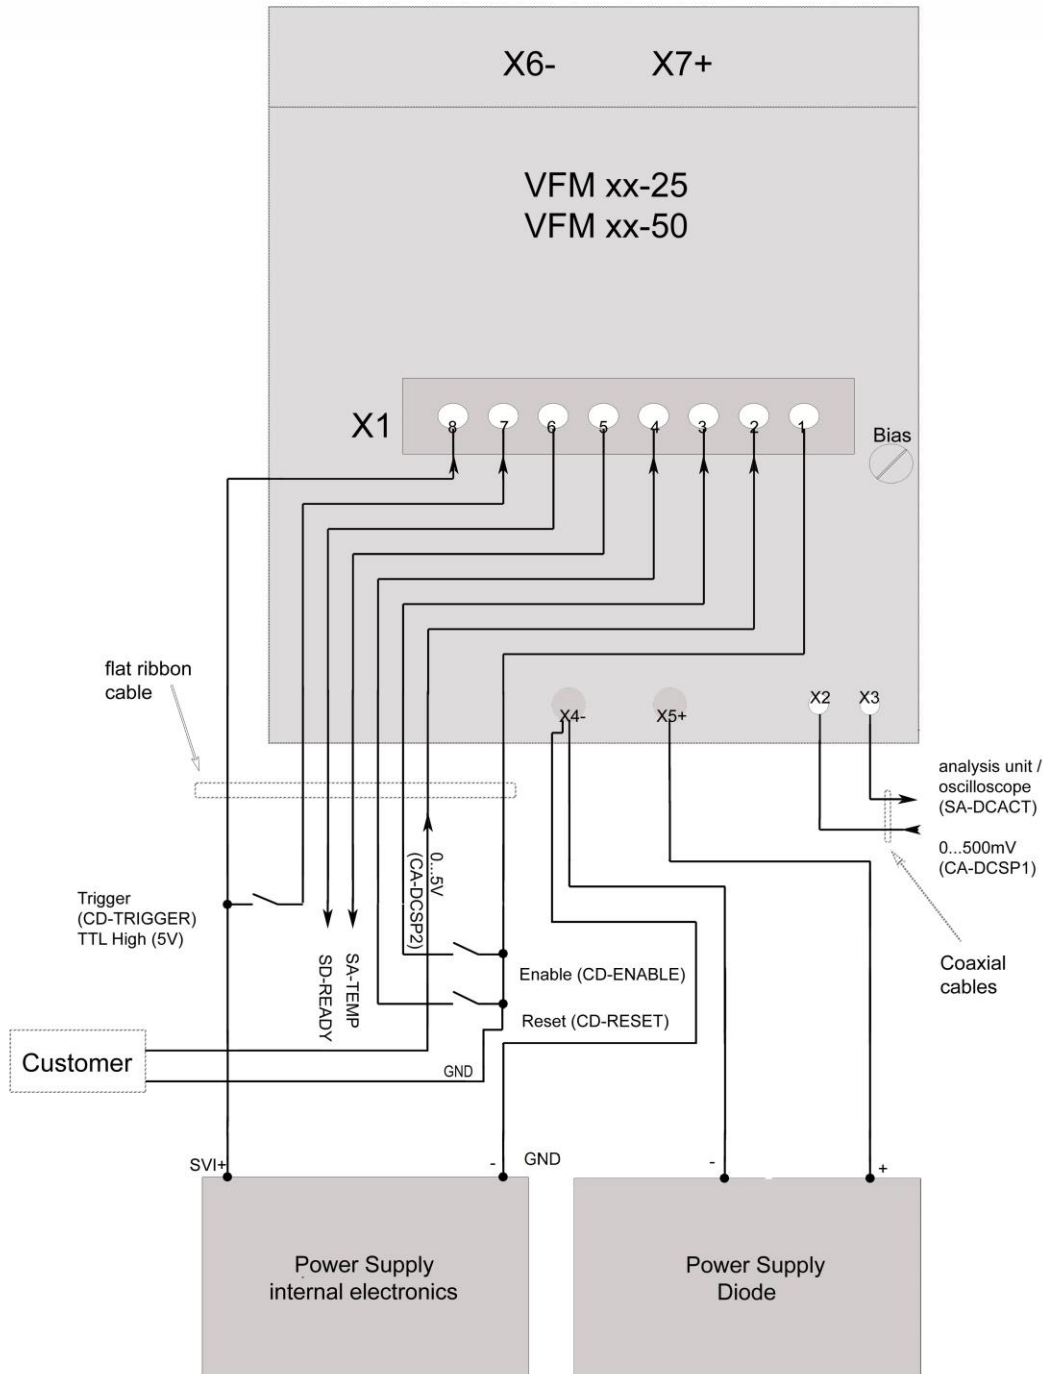 X6-
X7+
VFM xx-25
VFM xx-50
X1
8
7
6
5
4
3
2
1
Bias
flat ribbon
cable
X4-
X5+
X2
X3
analysis unit /
oscilloscope
(SA-DCACT)
0...500mV
(CA-DCSP1)
Coaxial
cables
Trigger
(CD-TRIGGER)
TTL High (5V)
SD-READY
SA-TEMP
0...5V
(CA-DCSP2)
Enable (CD-ENABLE)
Reset (CD-RESET)
Customer
GND
SVI+
-
GND
-
+
Power Supply
internal electronics
Power Supply
Diode